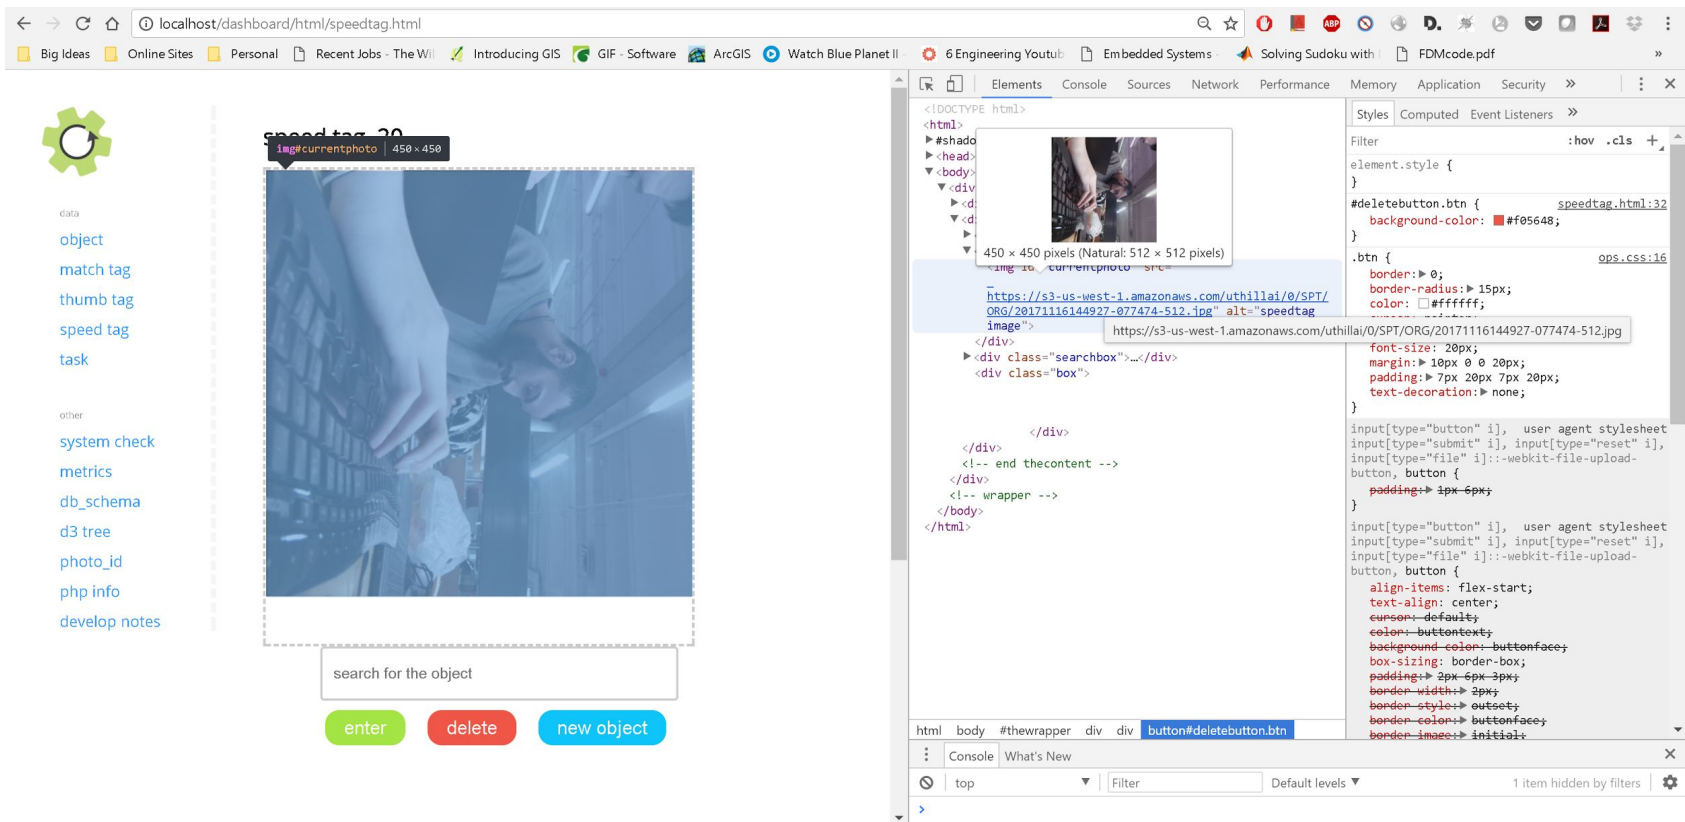 localhost/dashboard/html/speedtag.html
Big Ideas Online Sites Personal Recent Jobs - The Wil Introducing GIS GIF - Software ArcGIS Watch Blue Planet II - 6 Engineering Youtub Embedded Systems - Solving Sudoku with FDMcode.pdf »
speed tag 20
img#currentphoto 450 × 450
data
object
match tag
thumb tag
speed tag
task
other
system check
metrics
db_schema
d3 tree
photo_id
php info
develop notes
search for the object
enter delete new object
Elements Console Sources Network Performance Memory Application Security »
<!DOCTYPE html>
<html>
#shado
<head>
<body>
<div
<d
<d
450 × 450 pixels (Natural: 512 × 512 pixels)
<img id="currentphoto" src="
https://s3-us-west-1.amazonaws.com/uthillai/0/SPT/
ORG/20171116144927-077474-512.jpg" alt="speedtag
image">
https://s3-us-west-1.amazonaws.com/uthillai/0/SPT/ORG/20171116144927-077474-512.jpg
</div>
<div class="searchbox">…</div>
<div class="box">
</div>
</div>
<!-- end thecontent -->
</div>
<!-- wrapper -->
</body>
</html>
html body #thewrapper div div button#deletebutton.btn
Styles Computed Event Listeners »
Filter :hov .cls +
element.style {
}
#deletebutton.btn { speedtag.html:32
background-color: #f05648;
}
.btn { ops.css:16
border: 0;
border-radius: 15px;
color: #ffffff;
font-size: 20px;
margin: 10px 0 0 20px;
padding: 7px 20px 7px 20px;
text-decoration: none;
}
input[type="button" i], user agent stylesheet
input[type="submit" i], input[type="reset" i],
input[type="file" i]::-webkit-file-upload-
button, button {
padding: 1px 6px;
}
input[type="button" i], user agent stylesheet
input[type="submit" i], input[type="reset" i],
input[type="file" i]::-webkit-file-upload-
button, button {
align-items: flex-start;
text-align: center;
cursor: default;
color: buttontext;
background-color: buttonface;
box-sizing: border-box;
padding: 2px 6px 3px;
border-width: 2px;
border-style: outset;
border-color: buttonface;
border-image: initial;
Console What's New
top Filter Default levels 1 item hidden by filters